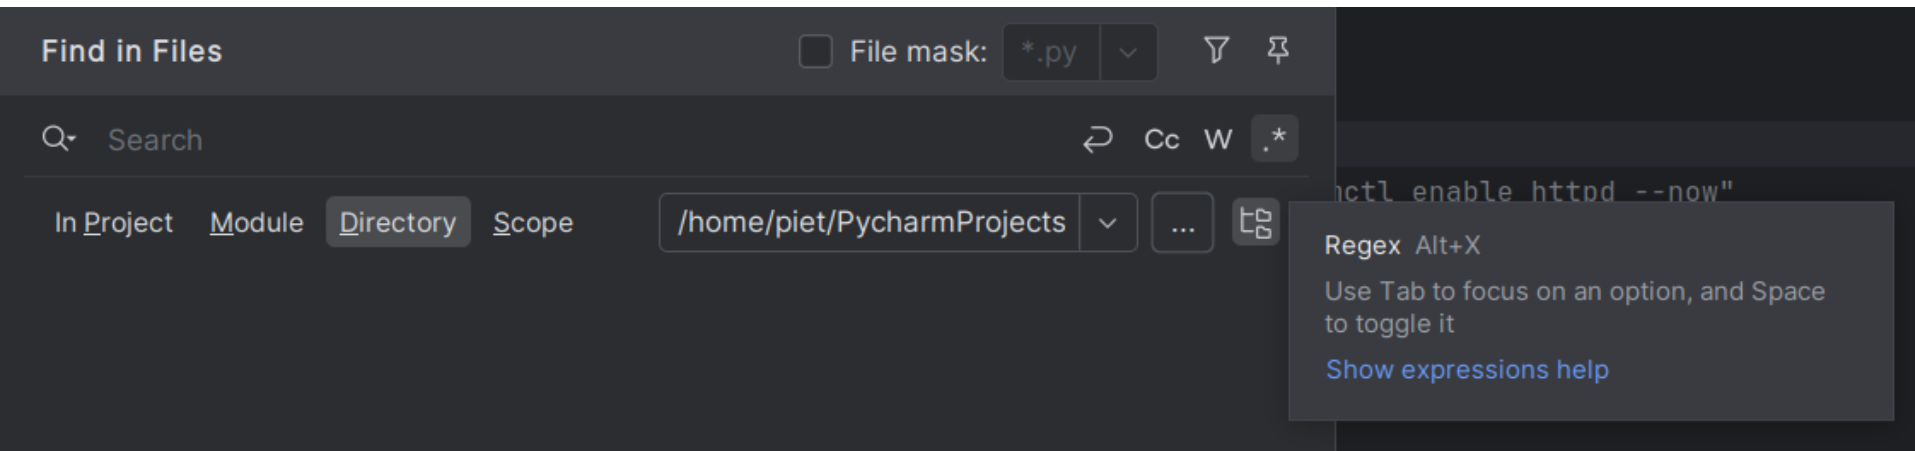 Find in Files
File mask:
*.py
Search
Cc W .*
In Project Module Directory Scope
/home/piet/PycharmProjects
...
enable httpd --now"
Regex Alt+X
Use Tab to focus on an option, and Space
to toggle it
Show expressions help